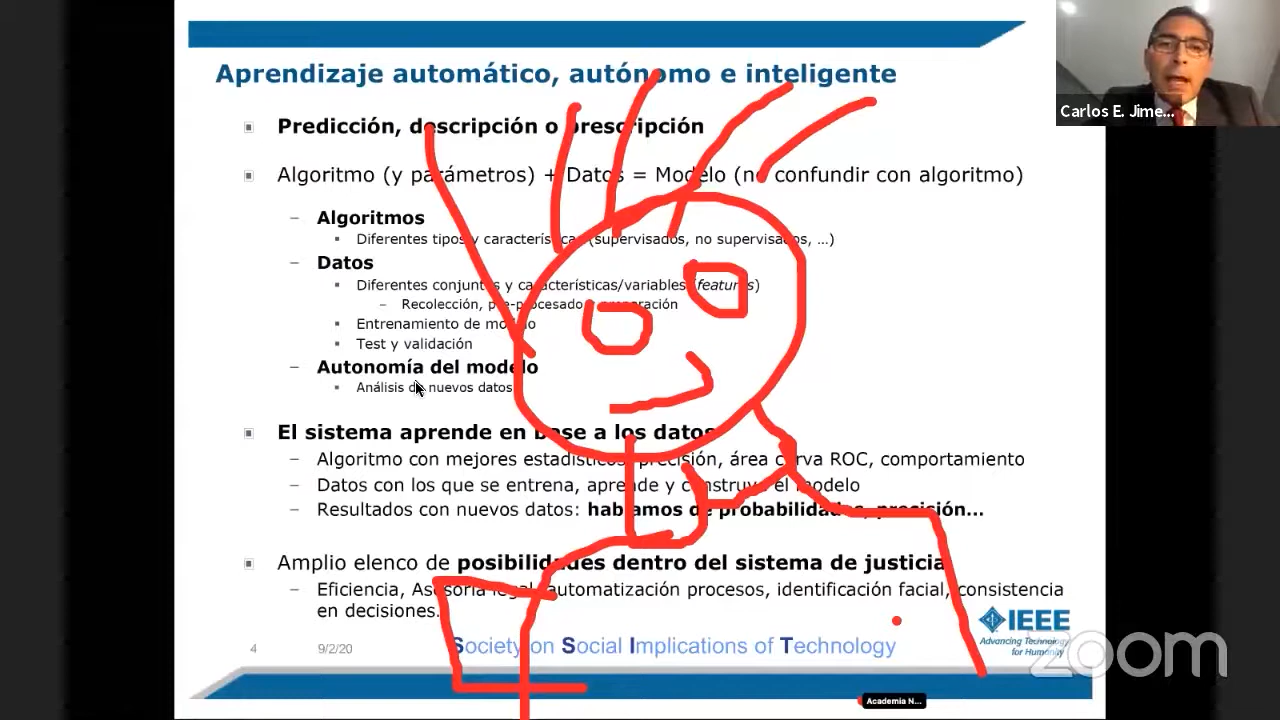 Aprendizaje automático, autónomo e inteligente
Carlos E. Jime...
Predicción, descripción o prescripción
Algoritmo (y parámetros) + Datos = Modelo (no confundir con algoritmo)
– Algoritmos
Diferentes tipos y características (supervisados, no supervisados, ...)
– Datos
Diferentes conjuntos y características/variables (features)
– Recolección, pre-procesado y preparación
Entrenamiento de modelo
Test y validación
– Autonomía del modelo
Análisis de nuevos datos
El sistema aprende en base a los datos
– Algoritmo con mejores estadísticos: precisión, área curva ROC, comportamiento
– Datos con los que se entrena, aprende y construye el modelo
– Resultados con nuevos datos: hablamos de probabilidades, precisión...
Amplio elenco de posibilidades dentro del sistema de justicia
– Eficiencia, Asesoría legal, automatización procesos, identificación facial, consistencia
en decisiones.
IEEE
Advancing Technology
for Humanity
4
9/2/20
Society on Social Implications of Technology
zoom
Academia N...